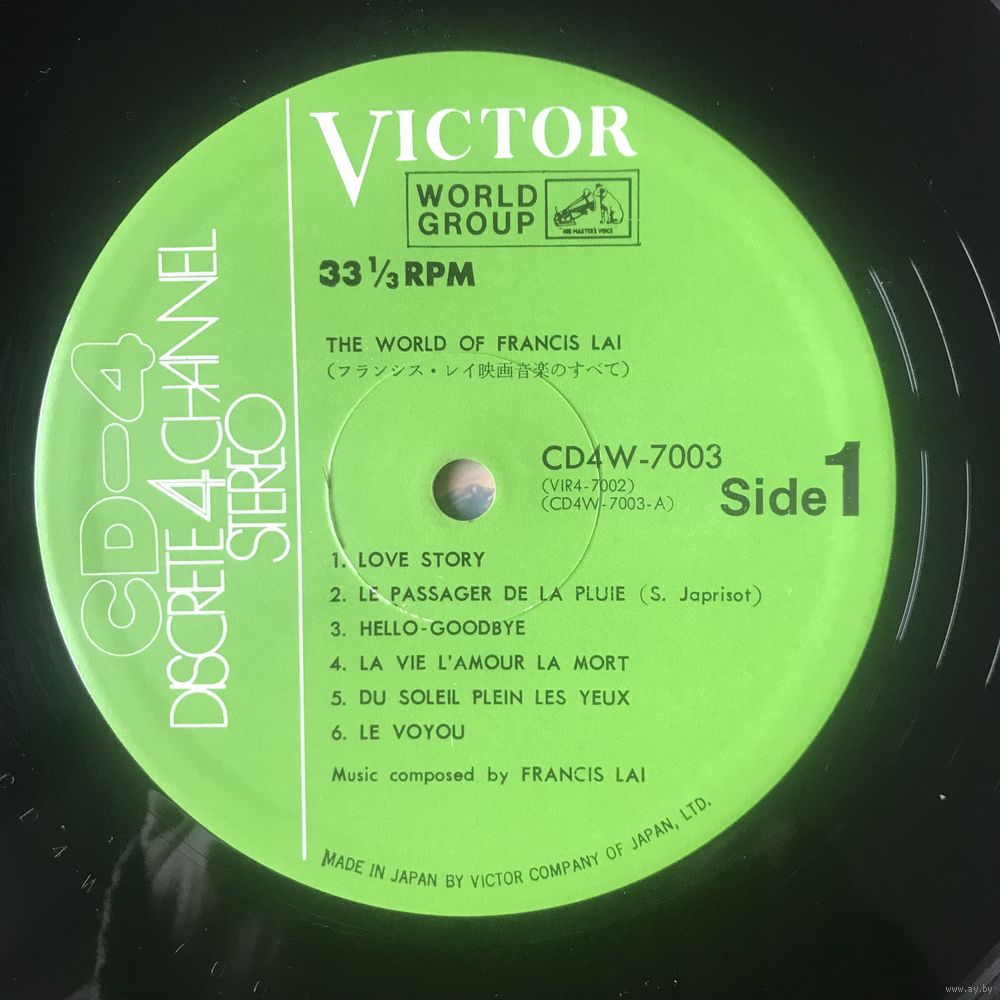 VICTOR
WORLD
GROUP
HIS MASTER'S VOICE
33 1/3 RPM
CD-4
DISCRETE 4 CHANNEL
STEREO
THE WORLD OF FRANCIS LAI
(フランシス・レイ映画音楽のすべて)
CD4W-7003
(VIR4-7002)
(CD4W-7003-A)
Side 1
1. LOVE STORY
2. LE PASSAGER DE LA PLUIE (S. Japrisot)
3. HELLO-GOODBYE
4. LA VIE L'AMOUR LA MORT
5. DU SOLEIL PLEIN LES YEUX
6. LE VOYOU
Music composed by FRANCIS LAI
MADE IN JAPAN BY VICTOR COMPANY OF JAPAN, LTD.
www.ay.by